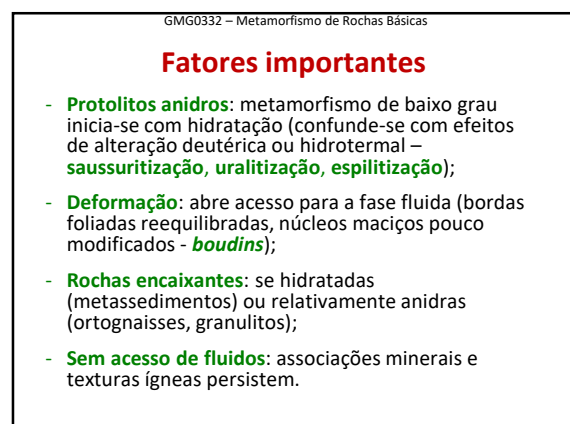 GMG0332 – Metamorfismo de Rochas Básicas
Fatores importantes
- Protolitos anidros: metamorfismo de baixo grau
inicia-se com hidratação (confunde-se com efeitos
de alteração deutérica ou hidrotermal –
saussuritização, uralitização, espilitização);
- Deformação: abre acesso para a fase fluida (bordas
foliadas reequilibradas, núcleos maciços pouco
modificados - boudins);
- Rochas encaixantes: se hidratadas
(metassedimentos) ou relativamente anidras
(ortognaisses, granulitos);
- Sem acesso de fluidos: associações minerais e
texturas ígneas persistem.